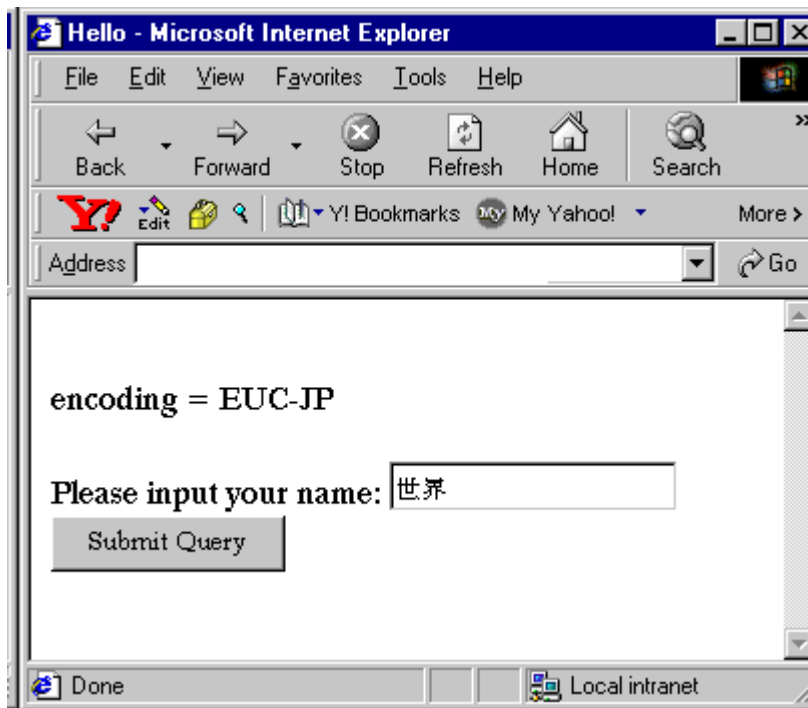 Hello - Microsoft Internet Explorer
File Edit View Favorites Tools Help
Back Forward Stop Refresh Home Search »
Y! Edit Y! Bookmarks MY My Yahoo! More >
Address Go
encoding = EUC-JP
Please input your name: 世界
Submit Query
Done Local intranet